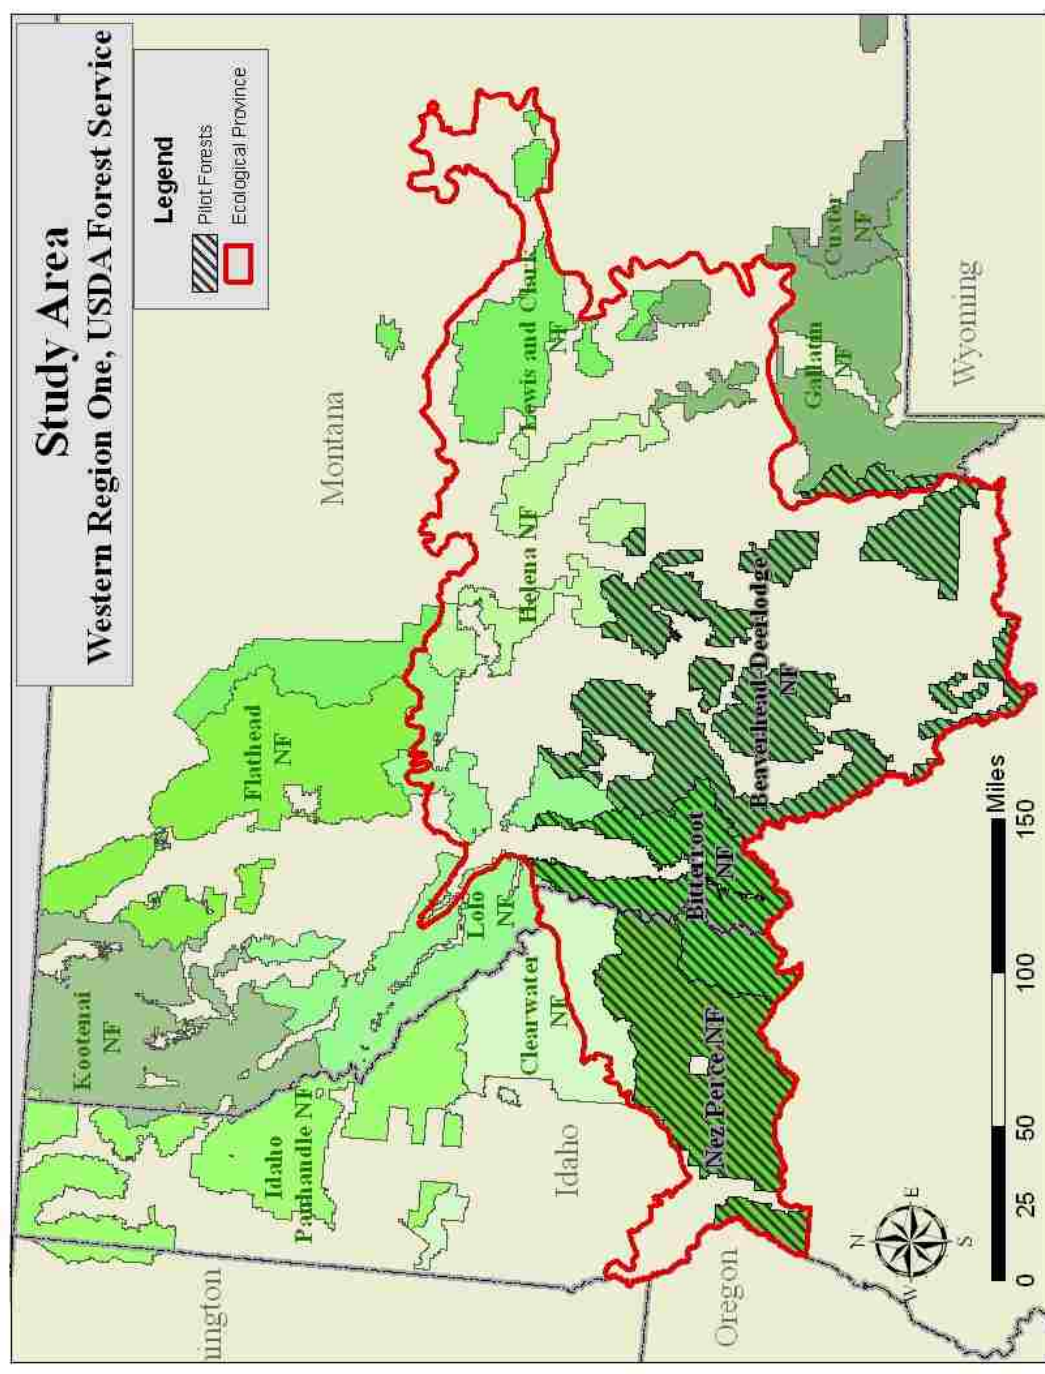 Study Area
Western Region One, USDA Forest Service
Legend
Pilot Forests
Ecological Province
Kootenai
NF
Flathead
NF
Montana
Idaho
Panhandle NF
Lolo
NF
Helena NF
Lewis and Clark
NF
Clearwater
NF
Idaho
Nez Perce NF
Bitterroot
NF
Beaverhead-Deerlodge
NF
Gallatin
NF
Custer
NF
Wyoming
ington
Oregon
N
W
E
S
0
25
50
100
150
Miles